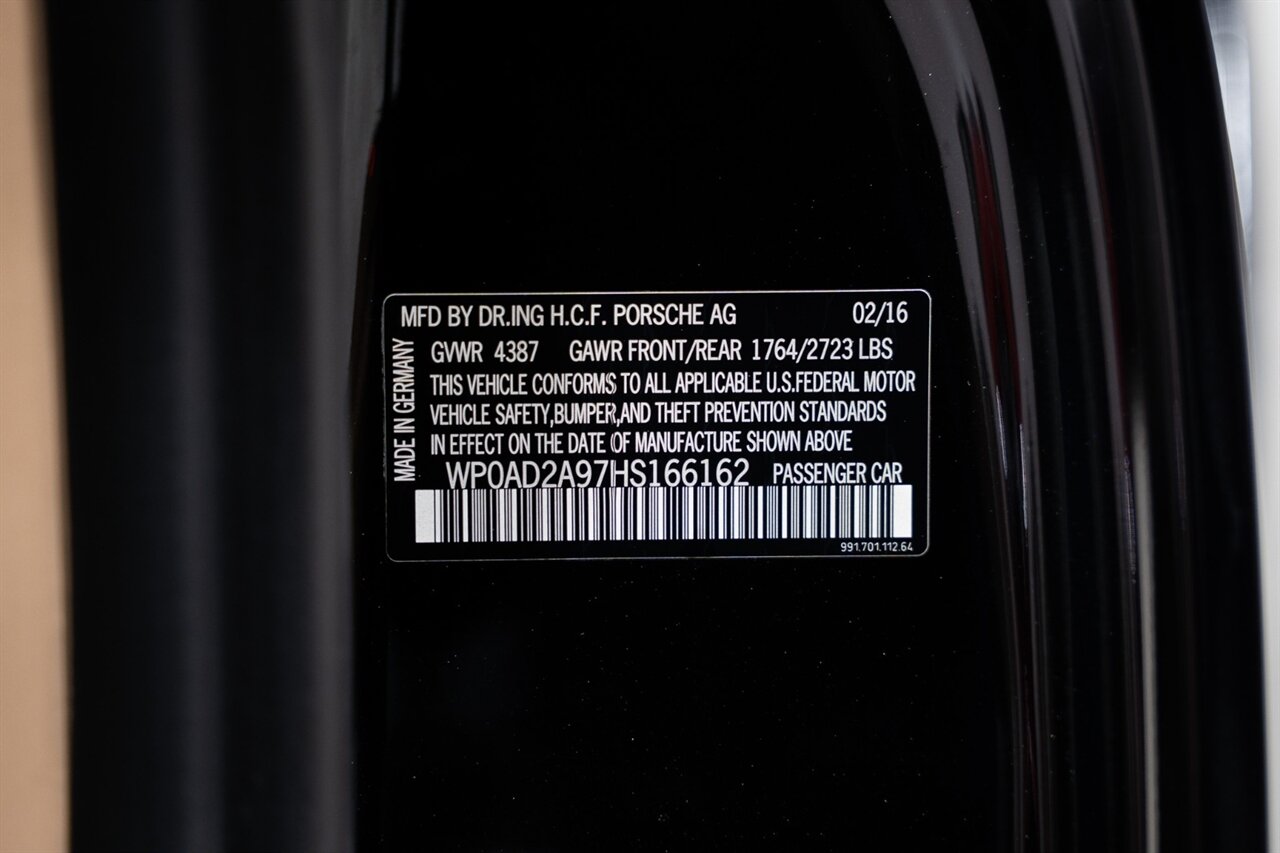 MFD BY DR.ING H.C.F. PORSCHE AG 02/16
GVWR 4387 GAWR FRONT/REAR 1764/2723 LBS
THIS VEHICLE CONFORMS TO ALL APPLICABLE U.S.FEDERAL MOTOR
VEHICLE SAFETY,BUMPER,AND THEFT PREVENTION STANDARDS
IN EFFECT ON THE DATE OF MANUFACTURE SHOWN ABOVE
WP0AD2A97HS166162 PASSENGER CAR
991.701.112.64
MADE IN GERMANY